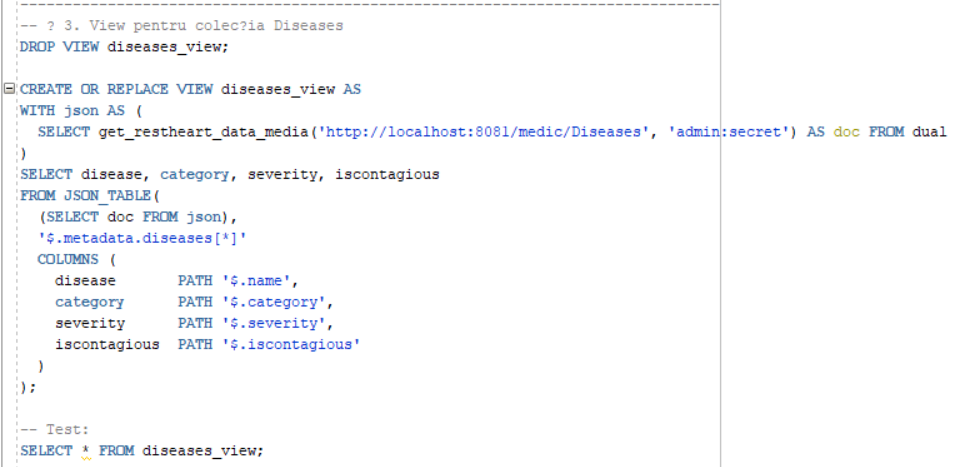 -- ? 3. View pentru colec?ia Diseases
DROP VIEW diseases_view;
CREATE OR REPLACE VIEW diseases_view AS
WITH json AS (
SELECT get_restheart_data_media('http://localhost:8081/medic/Diseases', 'admin:secret') AS doc FROM dual
)
SELECT disease, category, severity, iscontagious
FROM JSON_TABLE(
(SELECT doc FROM json),
'$.metadata.diseases[*]'
COLUMNS (
disease PATH '$.name',
category PATH '$.category',
severity PATH '$.severity',
iscontagious PATH '$.iscontagious'
)
);
-- Test:
SELECT * FROM diseases_view;